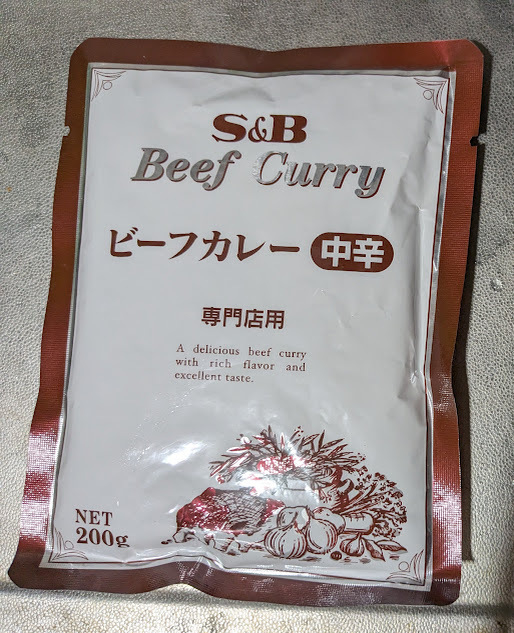 S&B
Beef Curry
ビーフカレー 中辛
専門店用
A delicious beef curry
with rich flavor and
excellent taste.
NET
200g